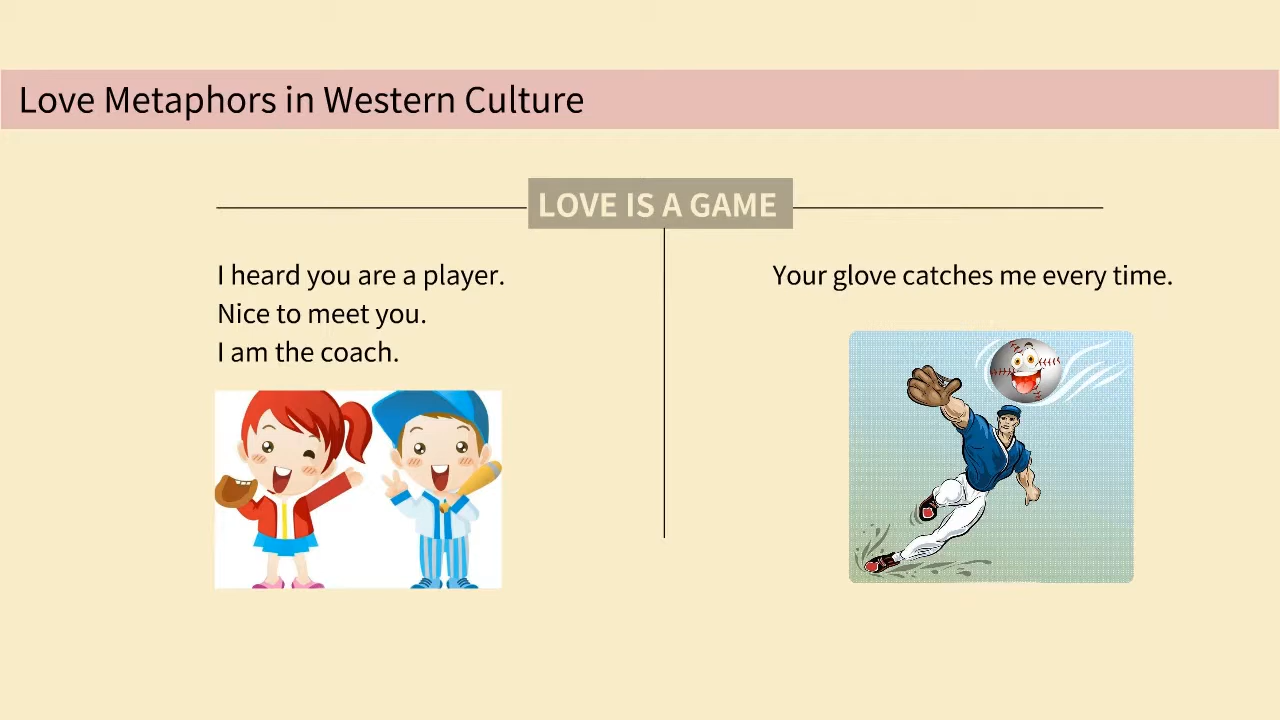 Love Metaphors in Western Culture
LOVE IS A GAME
I heard you are a player.
Nice to meet you.
I am the coach.
Your glove catches me every time.